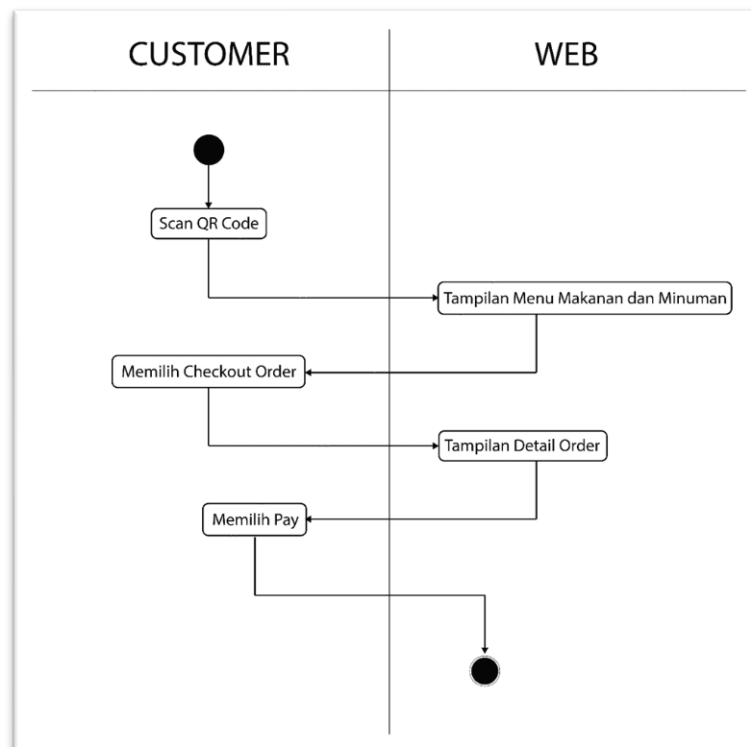 CUSTOMER
WEB
Scan QR Code
Tampilan Menu Makanan dan Minuman
Memilih Checkout Order
Tampilan Detail Order
Memilih Pay